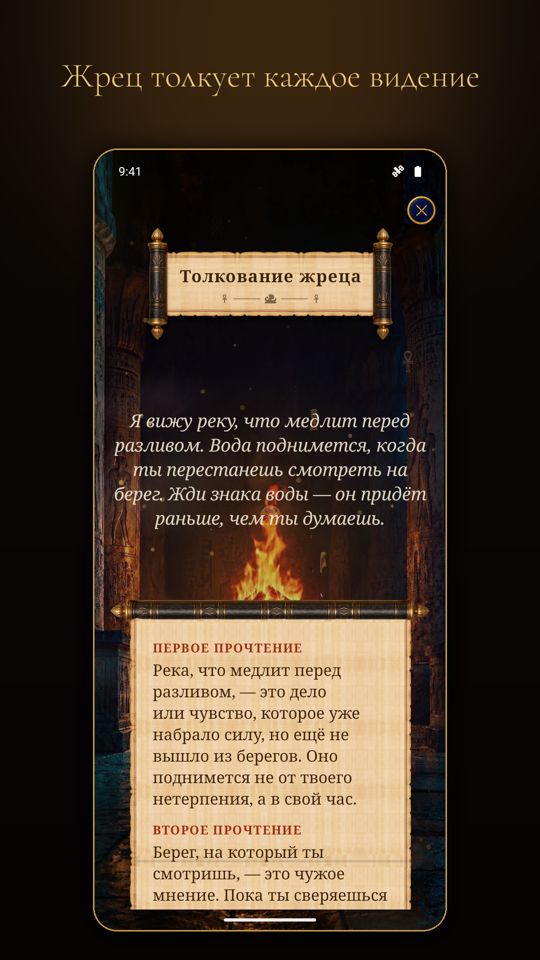 Жрец толкует каждое видение
9:41
Толкование жреца
Я вижу реку, что медлит перед
разливом. Вода поднимется, когда
ты перестанешь смотреть на
берег. Жди знака воды — он придёт
раньше, чем ты думаешь.
ПЕРВОЕ ПРОЧТЕНИЕ
Река, что медлит перед
разливом, — это дело
или чувство, которое уже
набрало силу, но ещё не
вышло из берегов. Оно
поднимется не от твоего
нетерпения, а в свой час.
ВТОРОЕ ПРОЧТЕНИЕ
Берег, на который ты
смотришь, — это чужое
мнение. Пока ты сверяешься